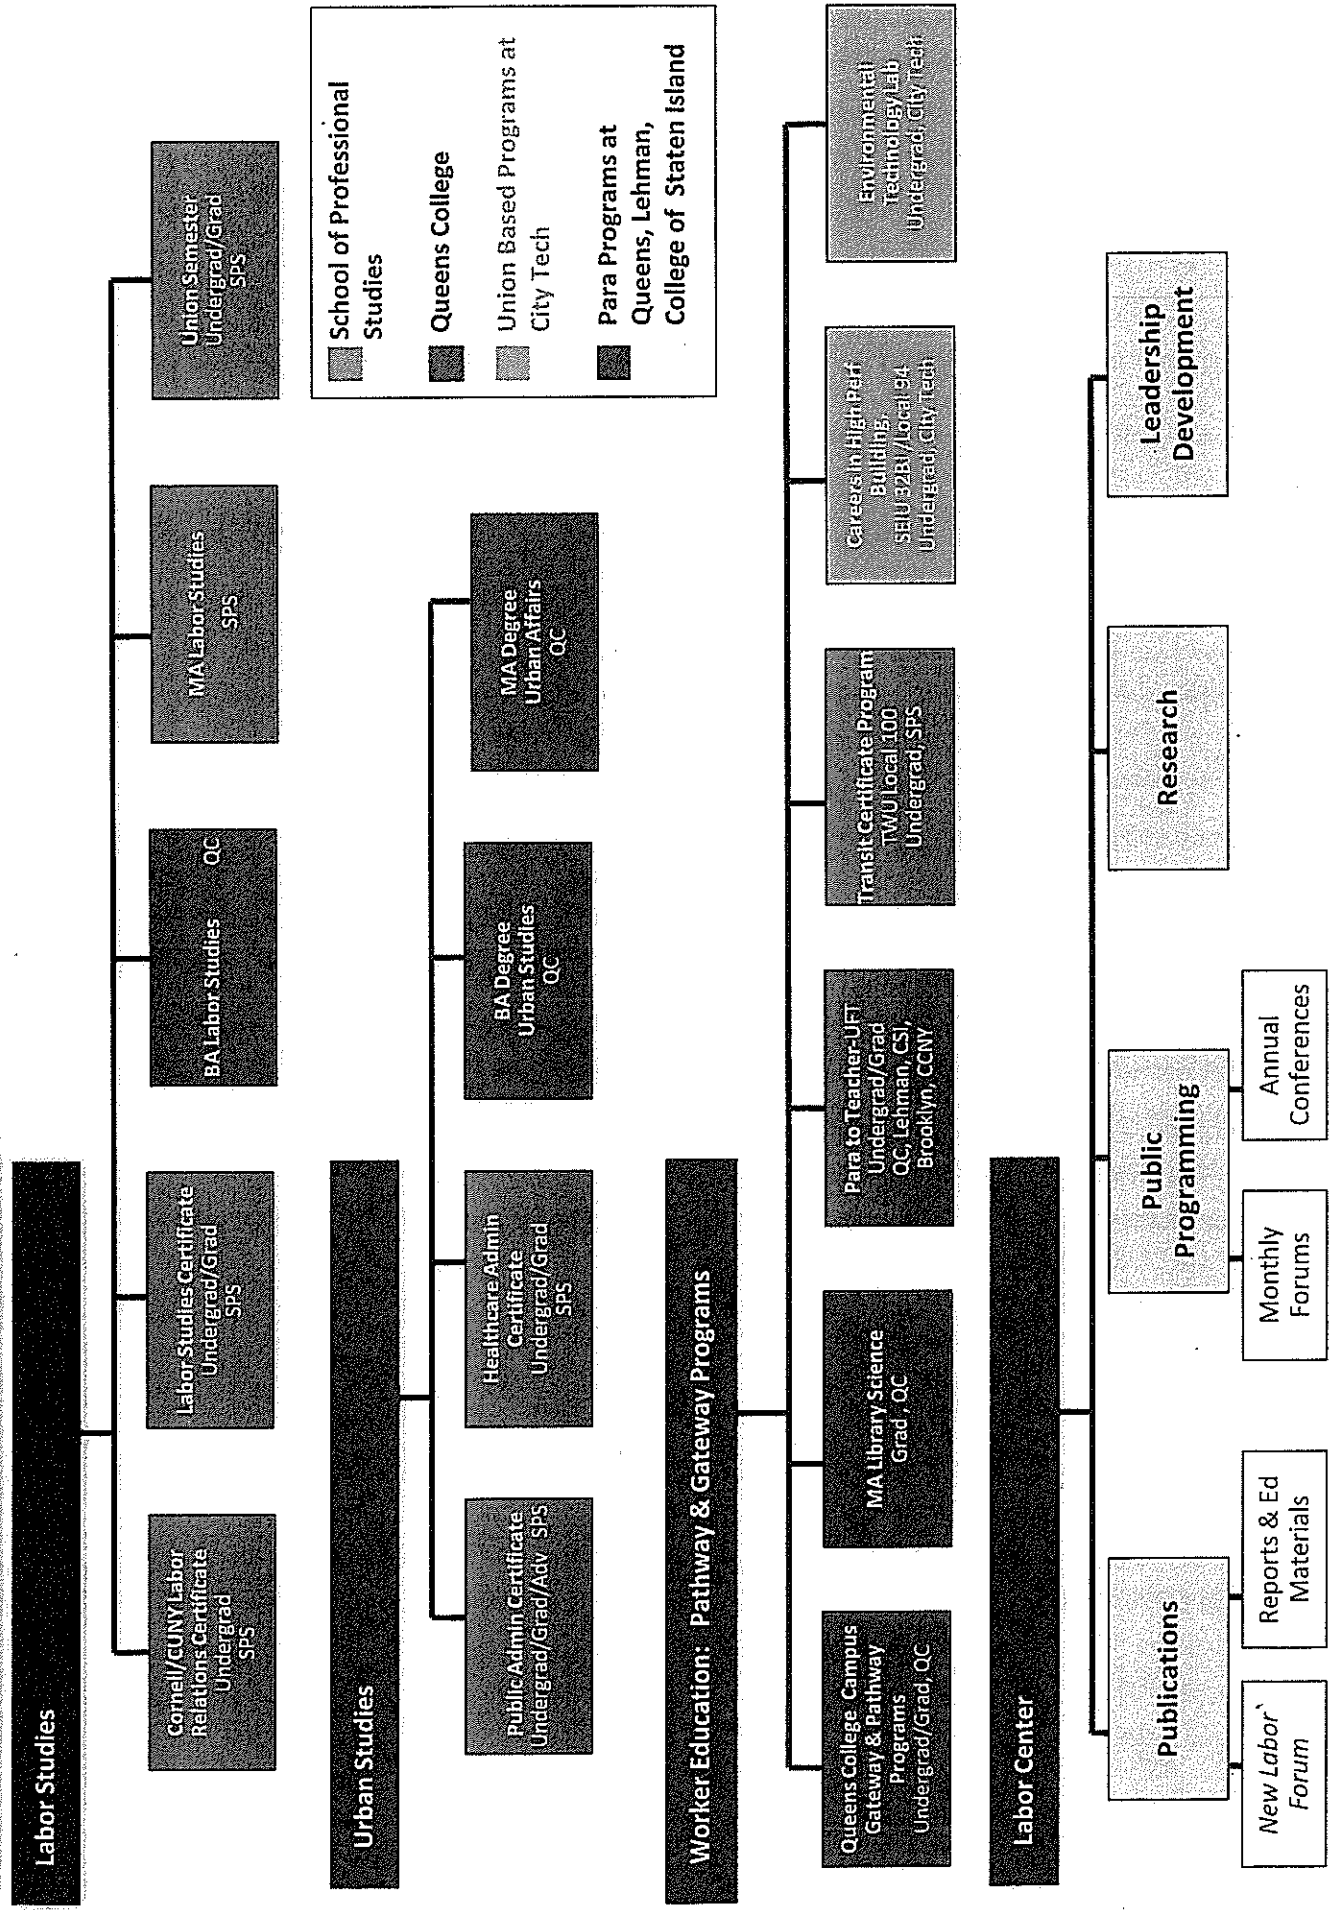 Labor Studies
Cornell/CUNY Labor
Relations Certificate
Undergrad
SPS
Labor Studies Certificate
Undergrad/Grad
SPS
BA Labor Studies QC
MA Labor Studies
SPS
Union Semester
Undergrad/Grad
SPS
Urban Studies
Public Admin Certificate
Undergrad/Grad/Adv SPS
Healthcare Admin
Certificate
Undergrad/Grad
SPS
BA Degree
Urban Studies
QC
MA Degree
Urban Affairs
QC
School of Professional
Studies
Queens College
Union Based Programs at
City Tech
Para Programs at
Queens, Lehman,
College of Staten Island
Worker Education: Pathway & Gateway Programs
Queens College Campus
Gateway & Pathway
Programs
Undergrad/Grad, QC
MA Library Science
Grad , QC
Para to Teacher-UFT
Undergrad/Grad
QC, Lehman, CSI,
Brooklyn, CCNY
Transit Certificate Program
TWU Local 100
Undergrad, SPS
Careers in High Perf
Building,
SEIU 32BJ /Local 94
Undergrad, City Tech
Environmental
Technology Lab
Undergrad, City Tech
Labor Center
Publications
New Labor`
Forum
Reports & Ed
Materials
Public
Programming
Monthly
Forums
Annual
Conferences
Research
Leadership
Development